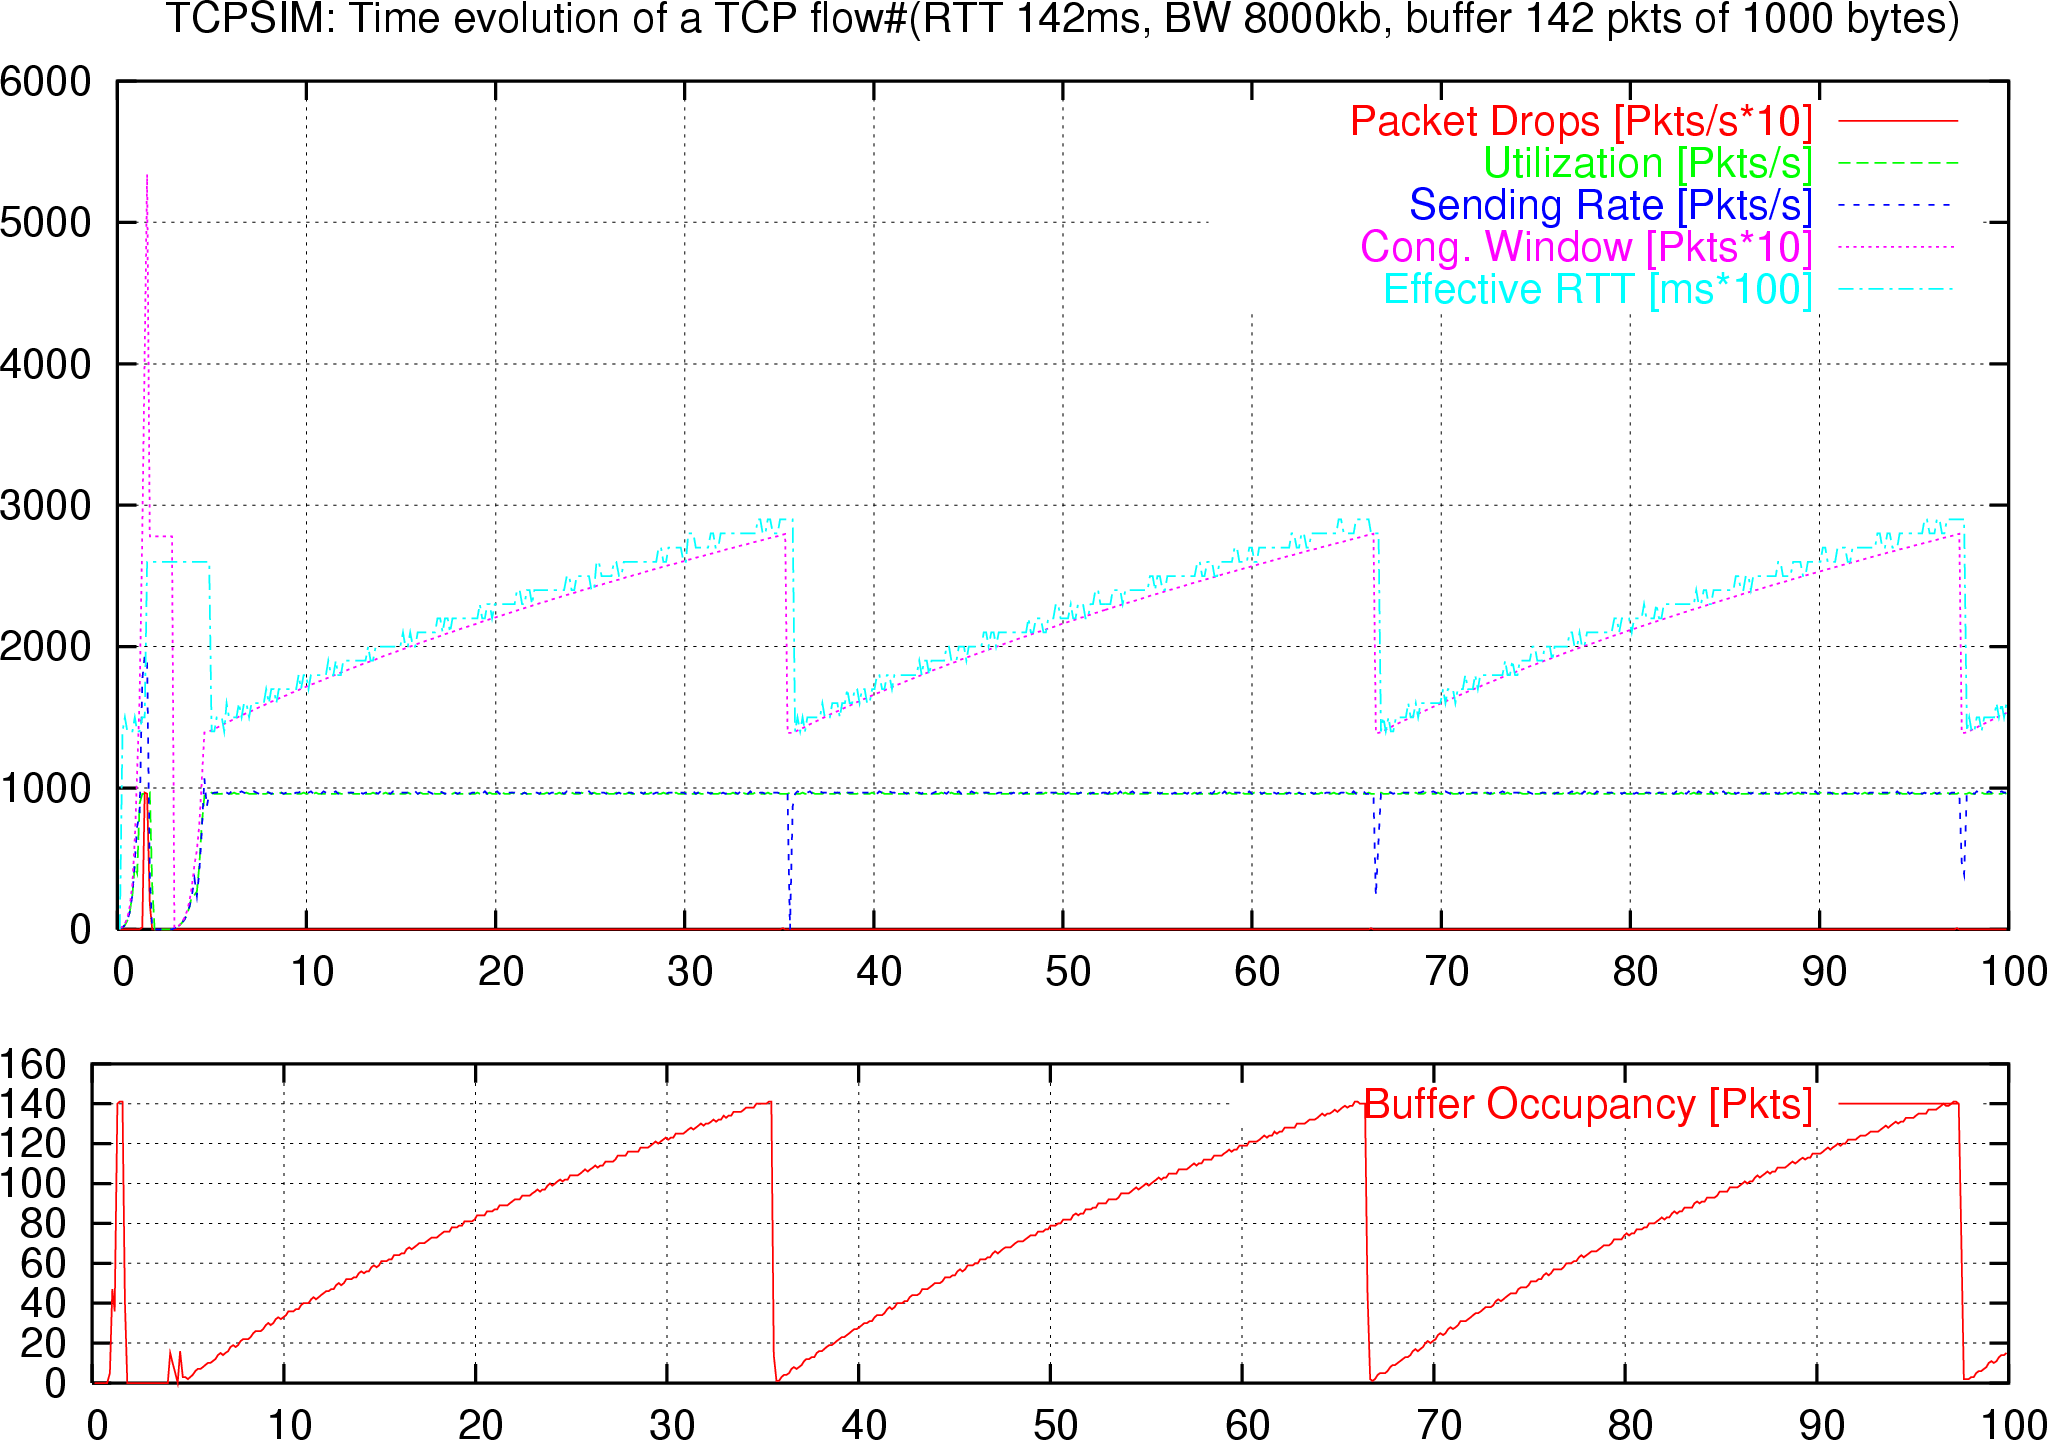 TCPSIM: Time evolution of a TCP flow#(RTT 142ms, BW 8000kb, buffer 142 pkts of 1000 bytes)
6000
5000
4000
3000
2000
1000
0
Packet Drops [Pkts/s*10]
Utilization [Pkts/s]
Sending Rate [Pkts/s]
Cong. Window [Pkts*10]
Effective RTT [ms*100]
0 10 20 30 40 50 60 70 80 90 100
160
140
120
100
80
60
40
20
0
Buffer Occupancy [Pkts]
0 10 20 30 40 50 60 70 80 90 100